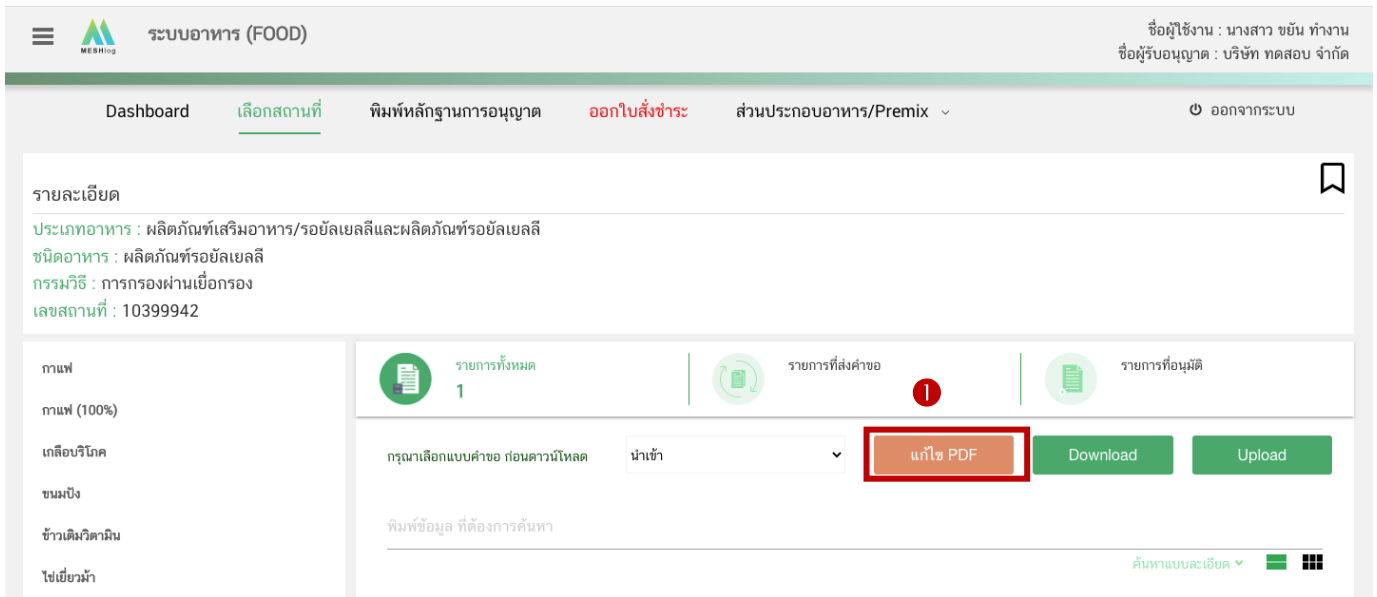 MESHlog
ระบบอาหาร (FOOD)
ชื่อผู้ใช้งาน : นางสาว ขยัน ทำงาน
ชื่อผู้รับอนุญาต : บริษัท ทดสอบ จำกัด
Dashboard เลือกสถานที่ พิมพ์หลักฐานการอนุญาต ออกใบสั่งชำระ ส่วนประกอบอาหาร/Premix ออกจากระบบ
รายละเอียด
ประเภทอาหาร : ผลิตภัณฑ์เสริมอาหาร/รอยัลเยลลีและผลิตภัณฑ์รอยัลเยลลี
ชนิดอาหาร : ผลิตภัณฑ์รอยัลเยลลี
กรรมวิธี : การกรองผ่านเยื่อกรอง
เลขสถานที่ : 10399942
กาแฟ
กาแฟ (100%)
เกลือบริโภค
ขนมปัง
ข้าวเติมวิตามิน
ไข่เยี่ยวม้า
รายการทั้งหมด
1
รายการที่ส่งคำขอ
รายการที่อนุมัติ
1
กรุณาเลือกแบบคำขอ ก่อนดาวน์โหลด นำเข้า แก้ไข PDF Download Upload
พิมพ์ข้อมูล ที่ต้องการค้นหา
ค้นหาแบบละเอียด